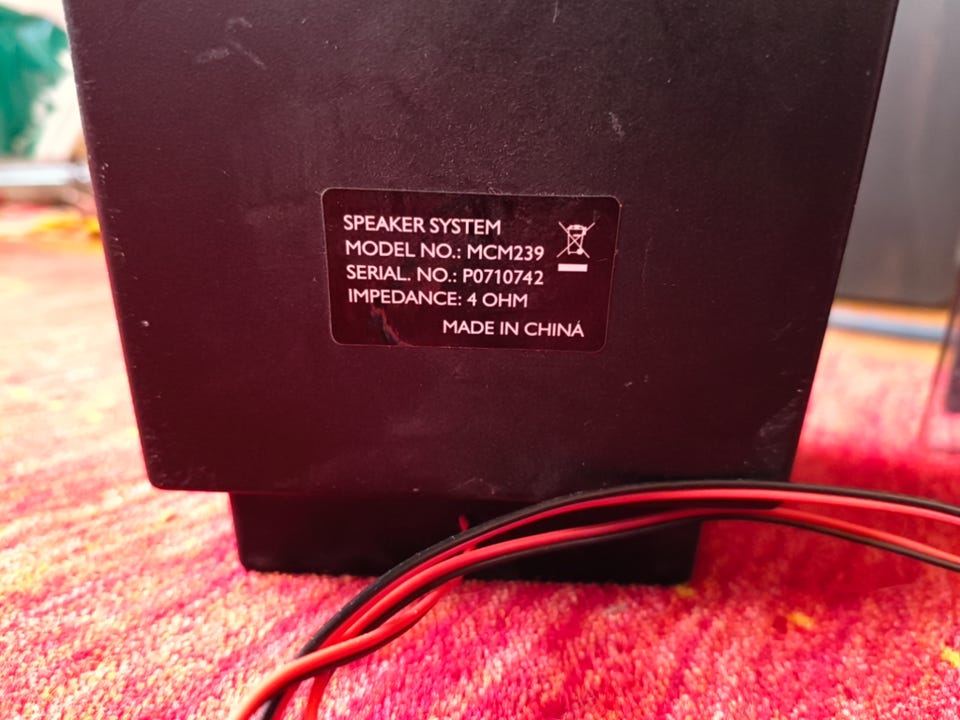 SPEAKER SYSTEM
MODEL NO.: MCM239
SERIAL. NO.: P0710742
IMPEDANCE: 4 OHM
MADE IN CHINA